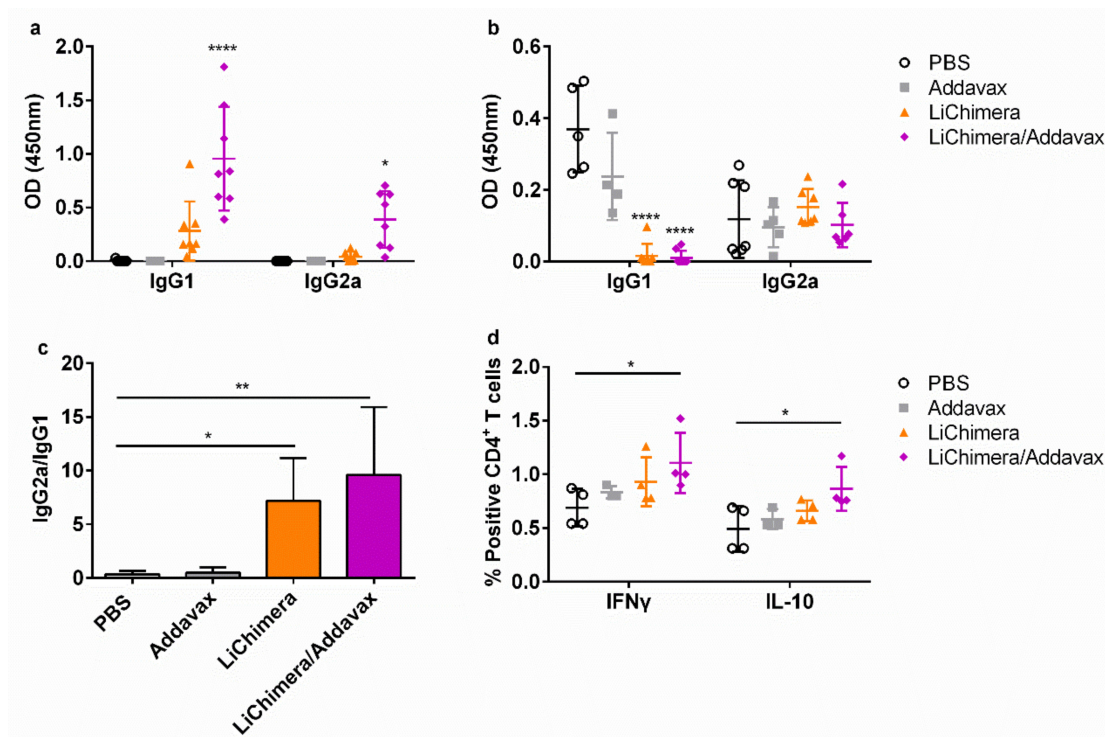 a
OD (450nm)
2.0
1.5
1.0
0.5
0.0
****
*
IgG1
IgG2a
b
OD (450nm)
0.6
0.4
0.2
0.0
****
****
IgG1
IgG2a
PBS
Addavax
LiChimera
LiChimera/Addavax
c
IgG2a/IgG1
20
15
10
5
0
**
*
PBS
Addavax
LiChimera
LiChimera/Addavax
d
% Positive CD4⁺ T cells
2.0
1.5
1.0
0.5
0.0
*
*
IFNγ
IL-10
PBS
Addavax
LiChimera
LiChimera/Addavax